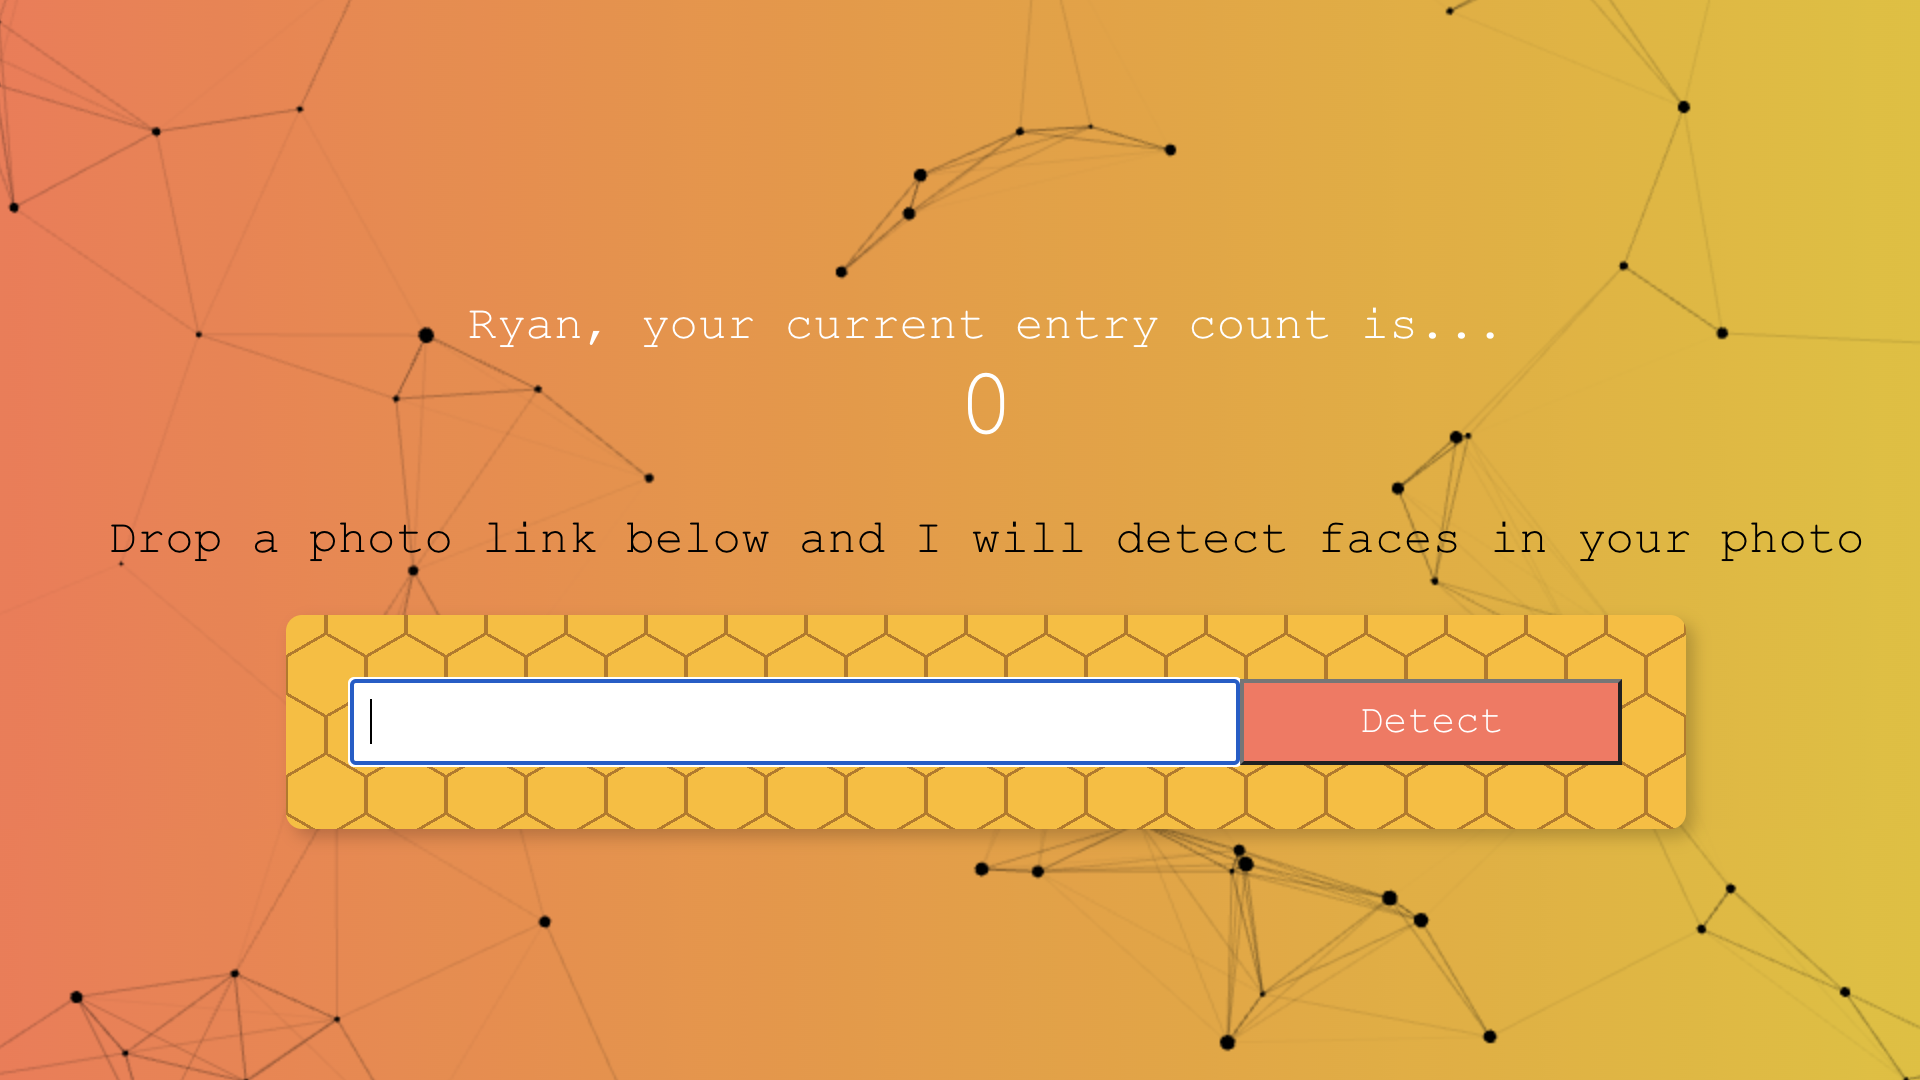 Ryan, your current entry count is...
0
Drop a photo link below and I will detect faces in your photo
Detect